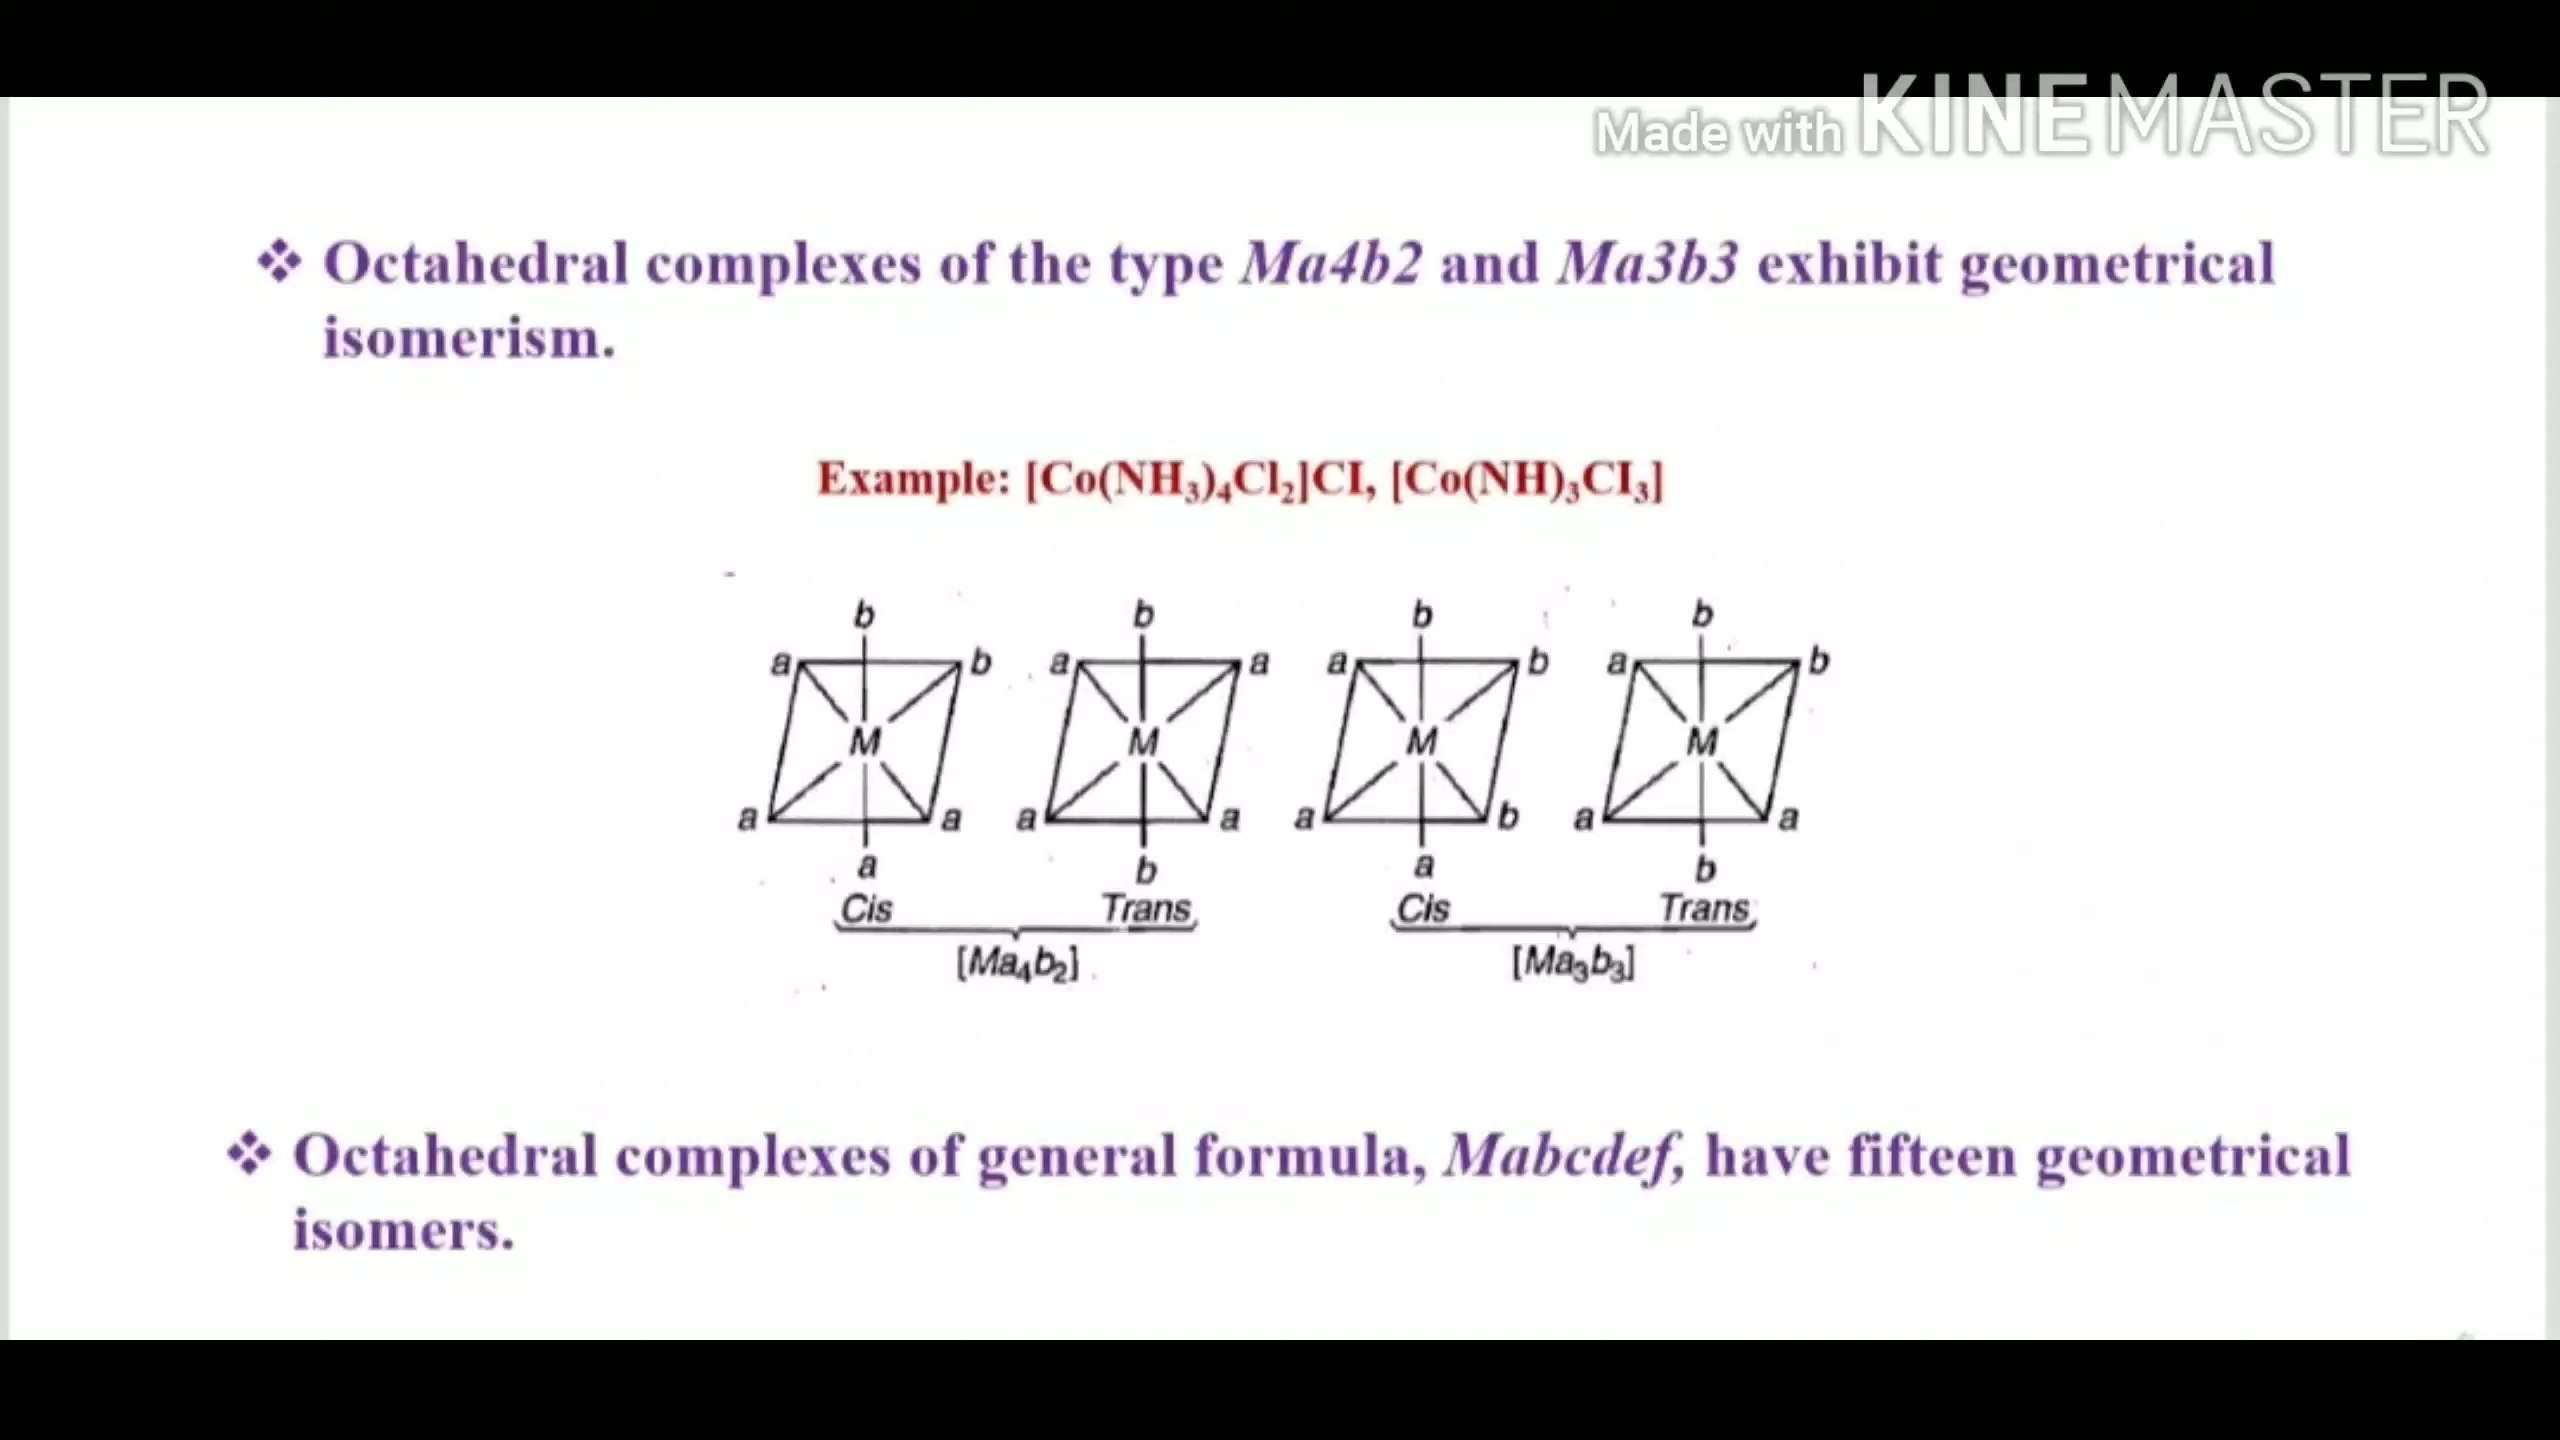 Made with KINEMASTER
❖ Octahedral complexes of the type Ma4b2 and Ma3b3 exhibit geometrical
isomerism.
Example: [Co(NH₃)₄Cl₂]CI, [Co(NH)₃CI₃]
b b b b
a b a a a b a b
M M M M
a a a a a b a a
a b a b
Cis Trans Cis Trans
[Ma₄b₂] [Ma₃b₃]
❖ Octahedral complexes of general formula, Mabcdef, have fifteen geometrical
isomers.